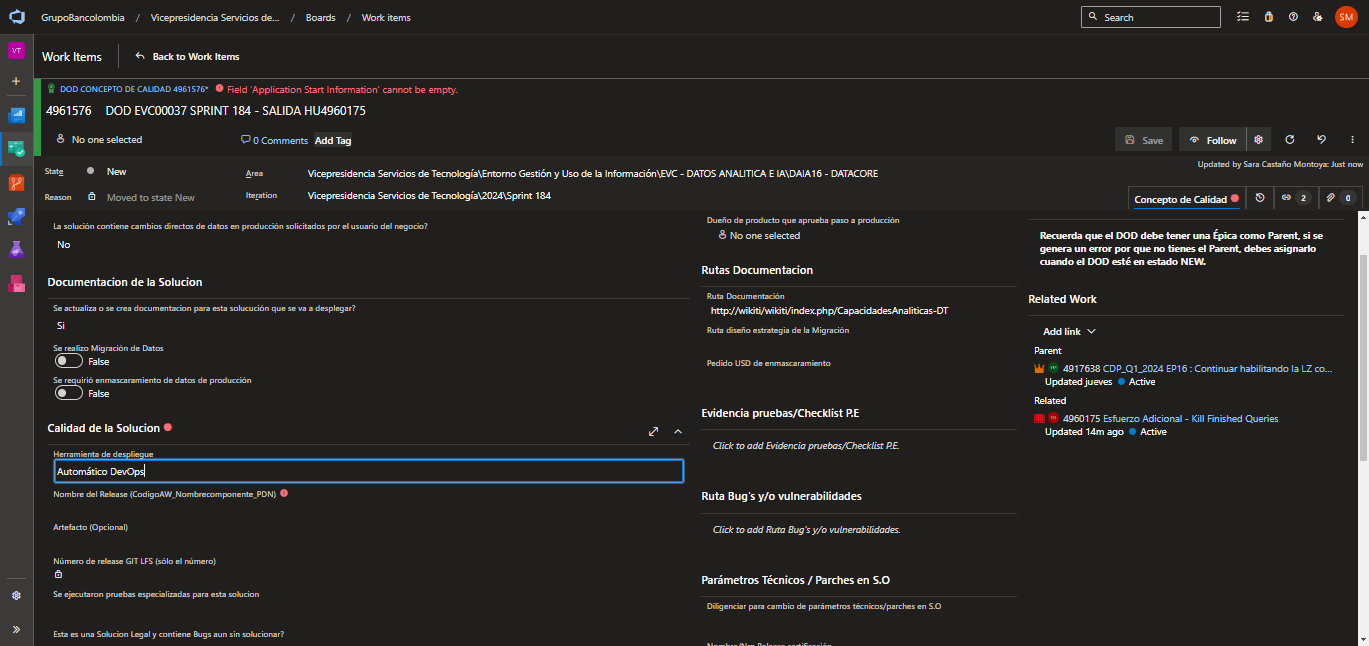 GrupoBancolombia / Vicepresidencia Servicios de... / Boards / Work items
Search
SM
VT
Work Items
Back to Work Items
DOD CONCEPTO DE CALIDAD 4961576*
Field 'Application Start Information' cannot be empty.
4961576 DOD EVC00037 SPRINT 184 - SALIDA HU4960175
No one selected
0 Comments
Add Tag
Save
Follow
Updated by Sara Castaño Montoya: Just now
State
New
Area
Vicepresidencia Servicios de Tecnología\Entorno Gestión y Uso de la Información\EVC - DATOS ANALITICA E IA\DAIA16 - DATACORE
Reason
Moved to state New
Iteration
Vicepresidencia Servicios de Tecnología\2024\Sprint 184
Concepto de Calidad
2
0
La solución contiene cambios directos de datos en producción solicitados por el usuario del negocio?
No
Documentacion de la Solucion
Se actualiza o se crea documentacion para esta solucución que se va a desplegar?
Si
Se realizo Migración de Datos
False
Se requirió enmascaramiento de datos de producción
False
Calidad de la Solucion
Herramienta de despliegue
Automático DevOps
Nombre del Release (CodigoAW_Nombrecomponente_PDN)
Artefacto (Opcional)
Número de release GIT LFS (sólo el número)
Se ejecutaron pruebas especializadas para esta solucion
Esta es una Solucion Legal y contiene Bugs aun sin solucionar?
Dueño de producto que aprueba paso a producción
No one selected
Rutas Documentacion
Ruta Documentación
http://wikiti/wikiti/index.php/CapacidadesAnaliticas-DT
Ruta diseño estrategia de la Migración
Pedido USD de enmascaramiento
Evidencia pruebas/Checklist P.E
Click to add Evidencia pruebas/Checklist P.E.
Ruta Bug's y/o vulnerabilidades
Click to add Ruta Bug's y/o vulnerabilidades.
Parámetros Técnicos / Parches en S.O
Diligenciar para cambio de parámetros técnicos/parches en S.O
Recuerda que el DOD debe tener una Épica como Parent, si se
genera un error por que no tienes el Parent, debes asignarlo
cuando el DOD esté en estado NEW.
Related Work
Add link
Parent
4917638 CDP_Q1_2024 EP16 : Continuar habilitando la LZ co...
Updated jueves Active
Related
4960175 Esfuerzo Adicional - Kill Finished Queries
Updated 14m ago Active